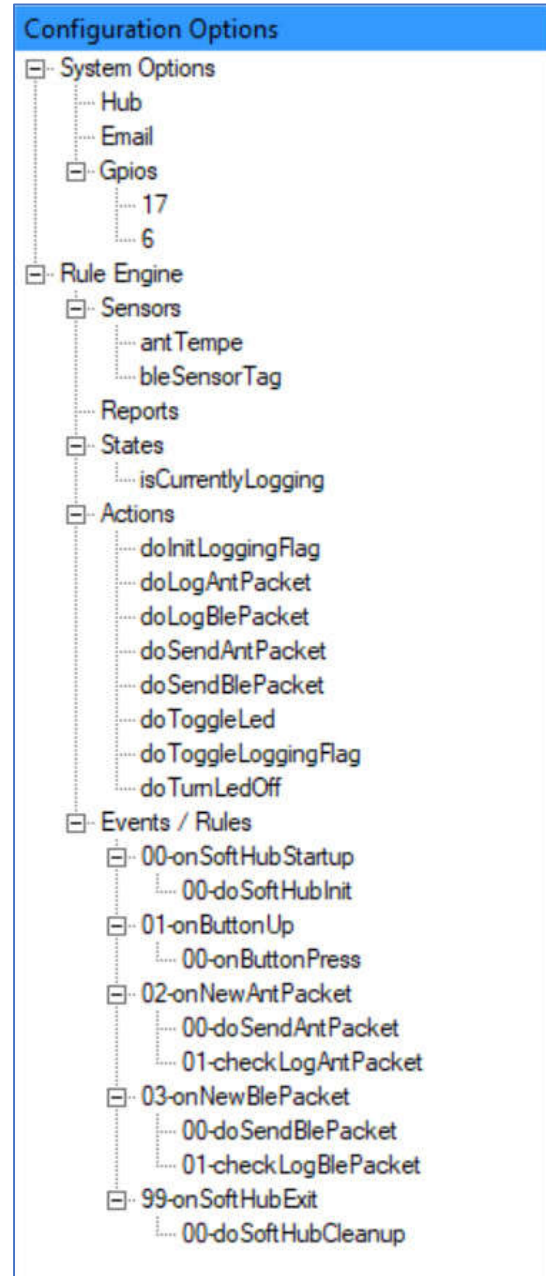 Configuration Options
System Options
Hub
Email
Gpios
17
6
Rule Engine
Sensors
antTempe
bleSensorTag
Reports
States
isCurrentlyLogging
Actions
doInitLoggingFlag
doLogAntPacket
doLogBlePacket
doSendAntPacket
doSendBlePacket
doToggleLed
doToggleLoggingFlag
doTurnLedOff
Events / Rules
00-onSoftHubStartup
00-doSoftHubInit
01-onButtonUp
00-onButtonPress
02-onNewAntPacket
00-doSendAntPacket
01-checkLogAntPacket
03-onNewBlePacket
00-doSendBlePacket
01-checkLogBlePacket
99-onSoftHubExit
00-doSoftHubCleanup